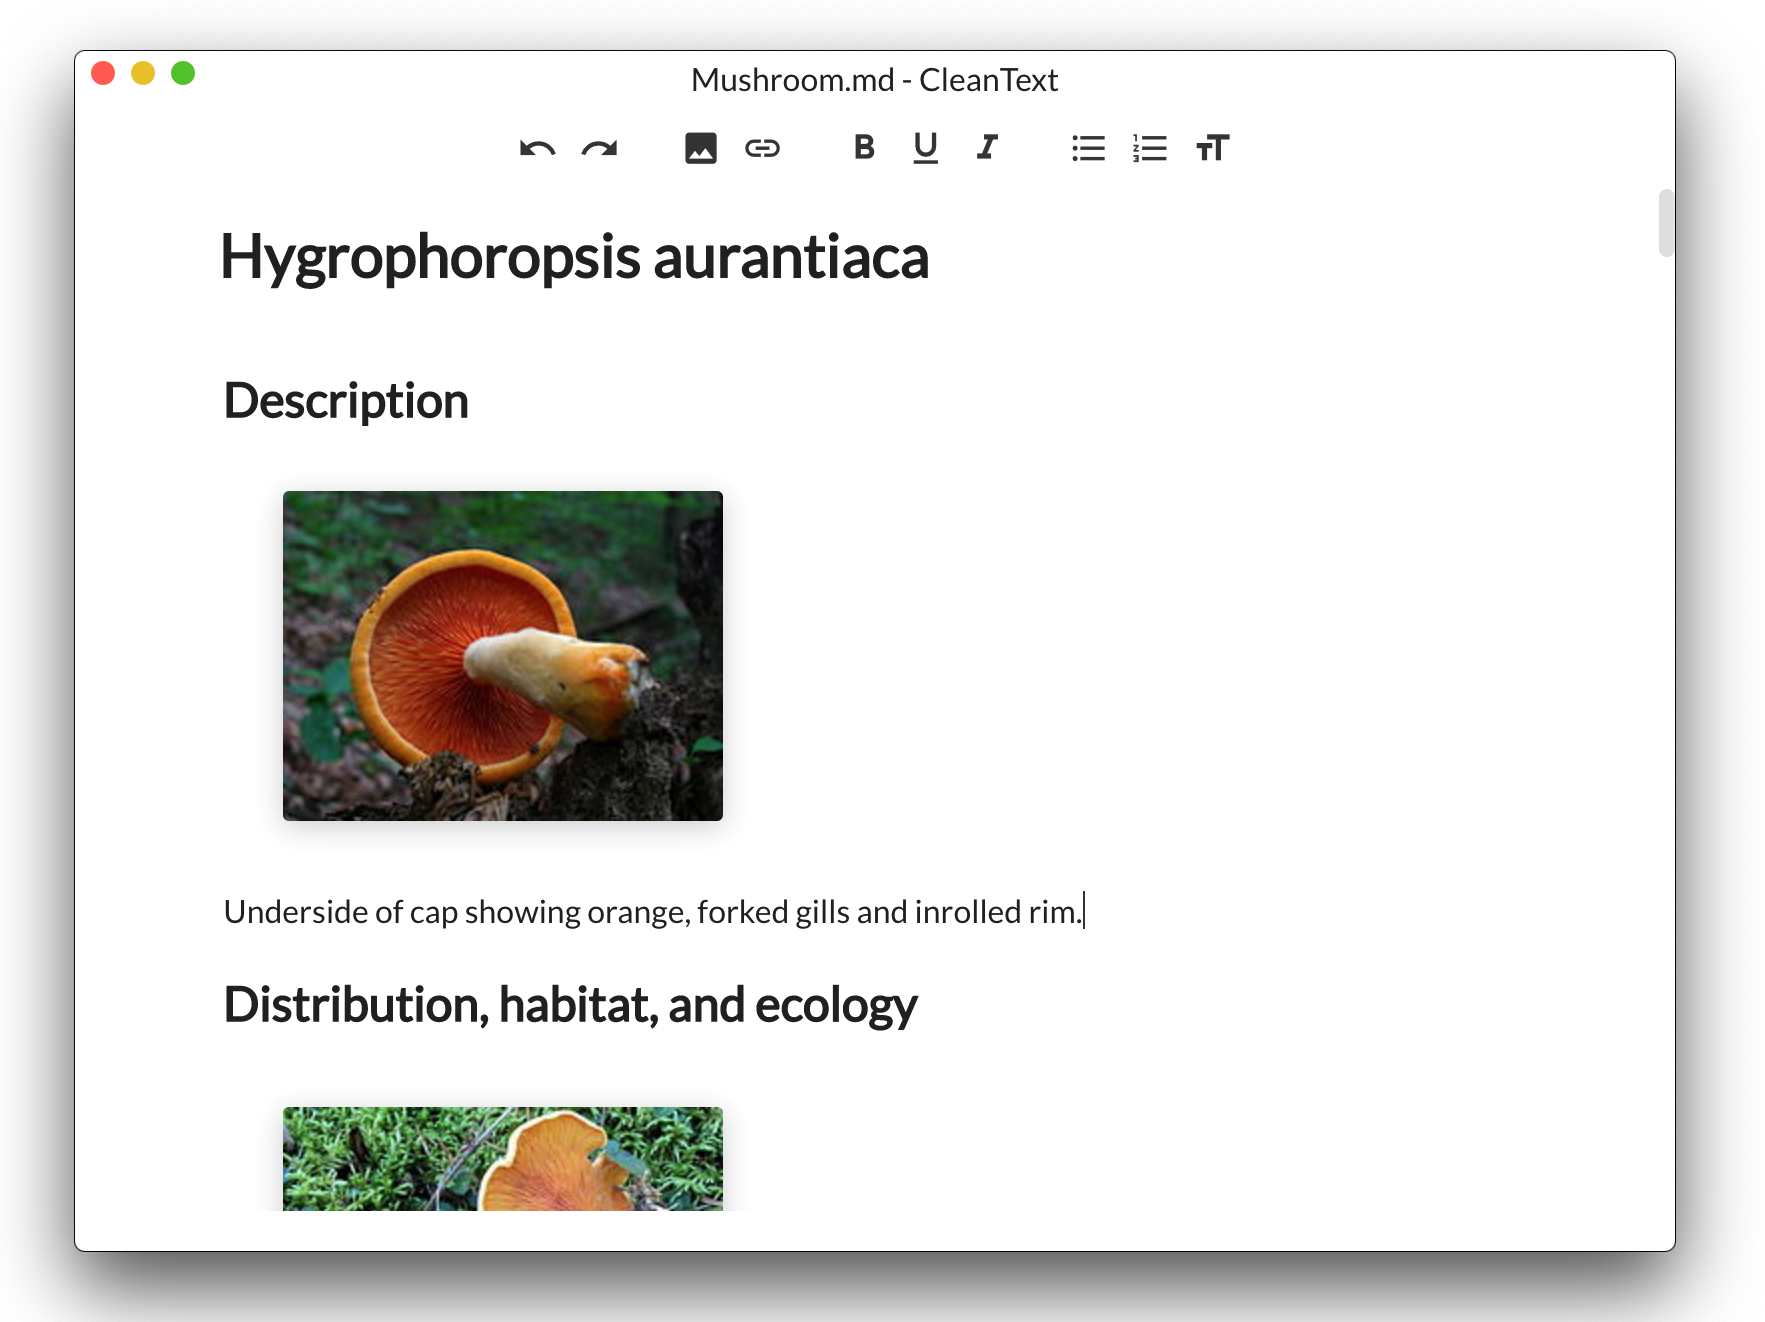 Mushroom.md - CleanText
B U I
Hygrophoropsis aurantiaca
Description
Underside of cap showing orange, forked gills and inrolled rim.
Distribution, habitat, and ecology